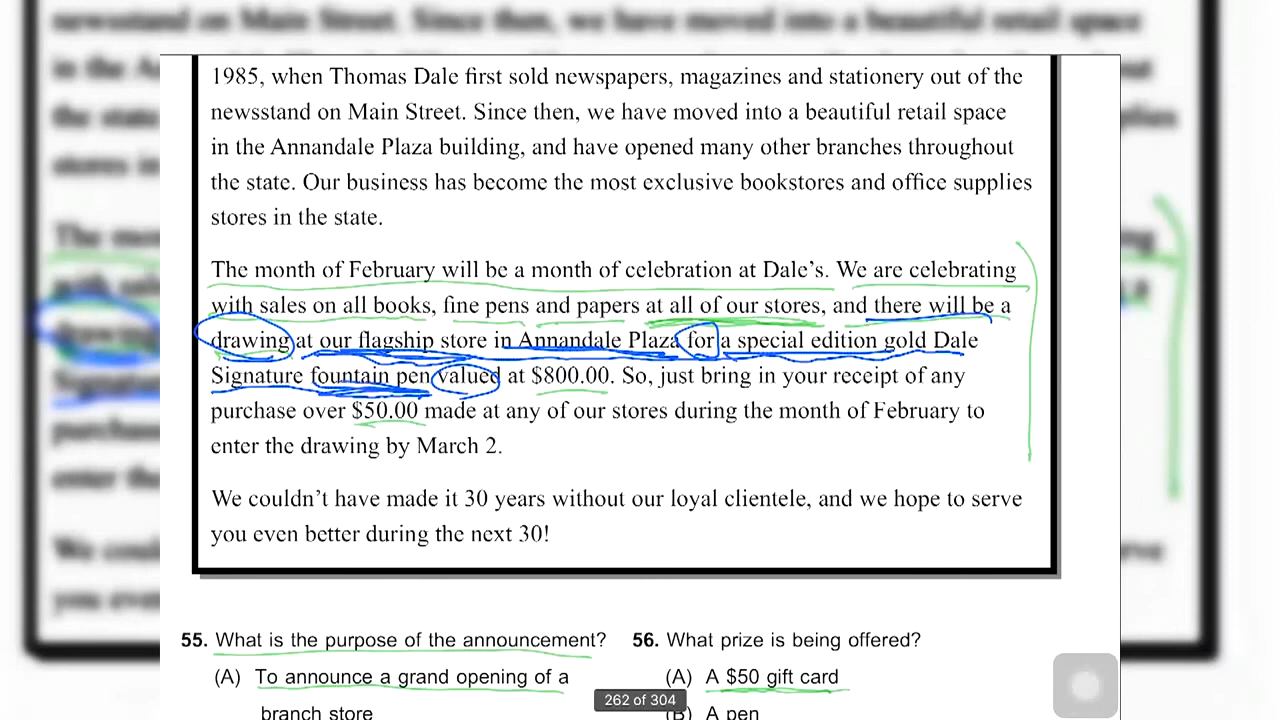 1985, when Thomas Dale first sold newspapers, magazines and stationery out of the
newsstand on Main Street. Since then, we have moved into a beautiful retail space
in the Annandale Plaza building, and have opened many other branches throughout
the state. Our business has become the most exclusive bookstores and office supplies
stores in the state.
The month of February will be a month of celebration at Dale's. We are celebrating
with sales on all books, fine pens and papers at all of our stores, and there will be a
drawing at our flagship store in Annandale Plaza for a special edition gold Dale
Signature fountain pen valued at $800.00. So, just bring in your receipt of any
purchase over $50.00 made at any of our stores during the month of February to
enter the drawing by March 2.
We couldn't have made it 30 years without our loyal clientele, and we hope to serve
you even better during the next 30!
55. What is the purpose of the announcement?
(A) To announce a grand opening of a
branch store
56. What prize is being offered?
(A) A $50 gift card
(B) A pen
262 of 304